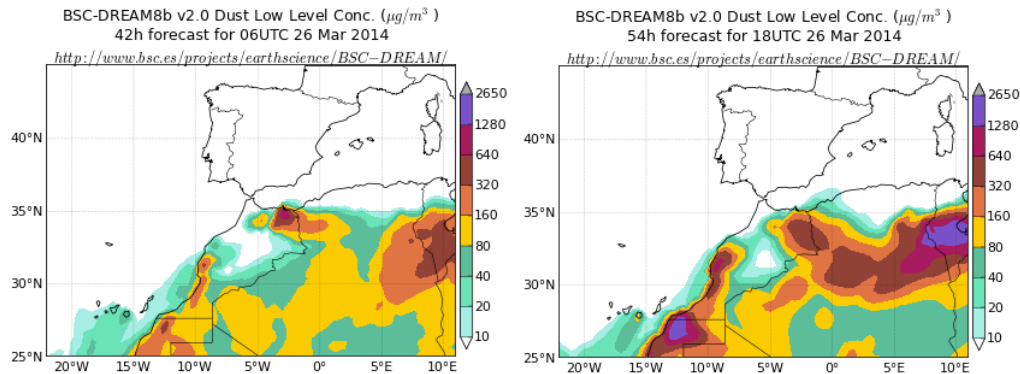 BSC-DREAM8b v2.0 Dust Low Level Conc. (μg/m³ )
42h forecast for 06UTC 26 Mar 2014
http://www.bsc.es/projects/earthscience/BSC−DREAM/
40°N
35°N
30°N
25°N
20°W
15°W
10°W
5°W
0°
5°E
10°E
2650
1280
640
320
160
80
40
20
10
BSC-DREAM8b v2.0 Dust Low Level Conc. (μg/m³ )
54h forecast for 18UTC 26 Mar 2014
http://www.bsc.es/projects/earthscience/BSC−DREAM/
40°N
35°N
30°N
25°N
20°W
15°W
10°W
5°W
0°
5°E
10°E
2650
1280
640
320
160
80
40
20
10